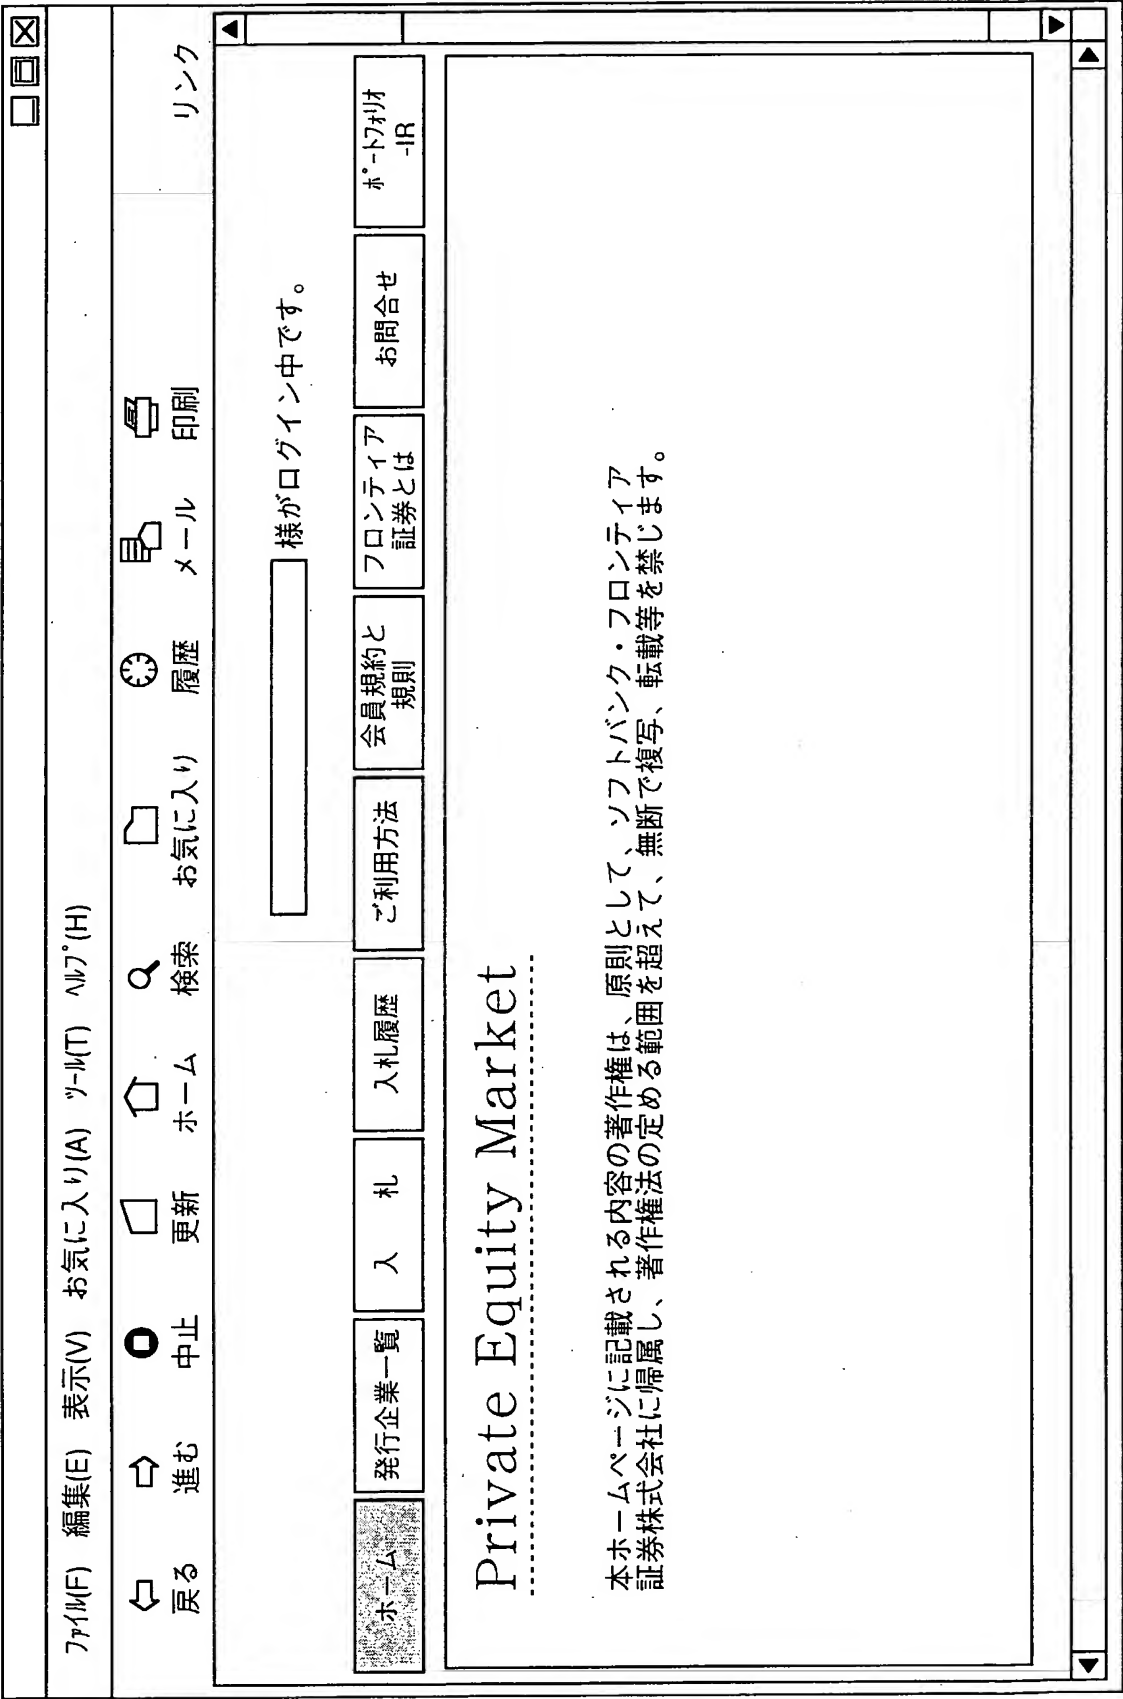 ファイル(F) 編集(E) 表示(V) お気に入り(A) ツール(T) ヘルプ(H)
戻る 進む 中止 更新 ホーム 検索 お気に入り 履歴 メール 印刷 リンク
様がログイン中です。
ホーム
発行企業一覧
入 札
入札履歴
ご利用方法
会員規約と
規則
フロンティア
証券とは
お問合せ
ポートフォリオ
-IR
Private Equity Market
本ホームページに記載される内容の著作権は、原則として、ソフトバンク・フロンティア
証券株式会社に帰属し、著作権法の定める範囲を超えて、無断で複写、転載等を禁じます。